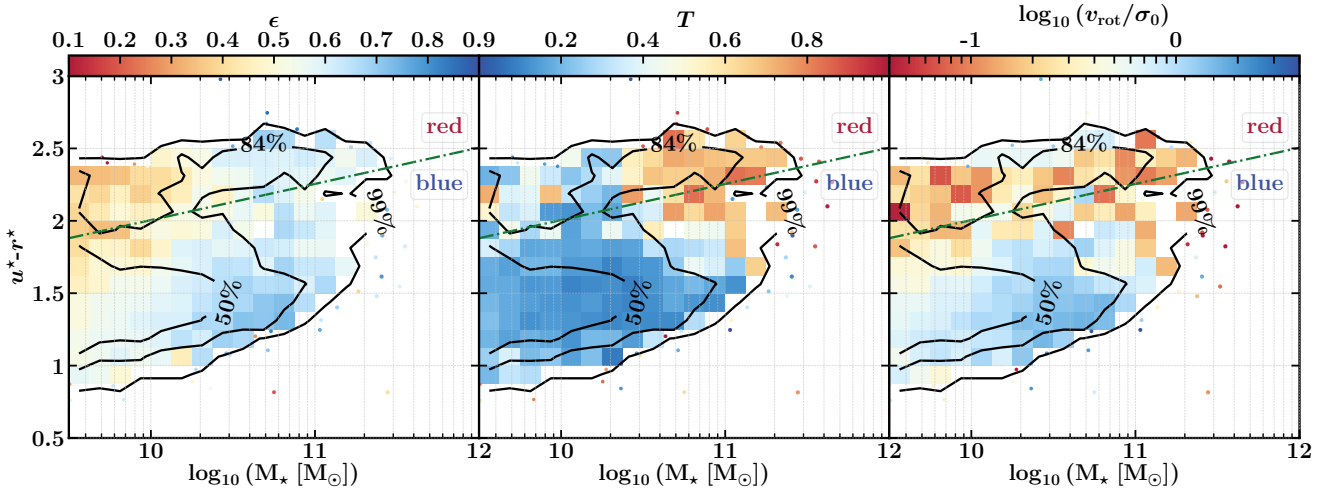 ϵ T log₁₀ (v_rot/σ₀)
0.1 0.2 0.3 0.4 0.5 0.6 0.7 0.8 0.9 0.2 0.4 0.6 0.8 -1 0
3
2.5
2
1.5
1
0.5
u*-r*
84% 99% 50% red blue
84% 99% 50% red blue
84% 99% 50% red blue
10 11 12 10 11 12 10 11 12
log₁₀ (M⋆ [M⊙]) log₁₀ (M⋆ [M⊙]) log₁₀ (M⋆ [M⊙])